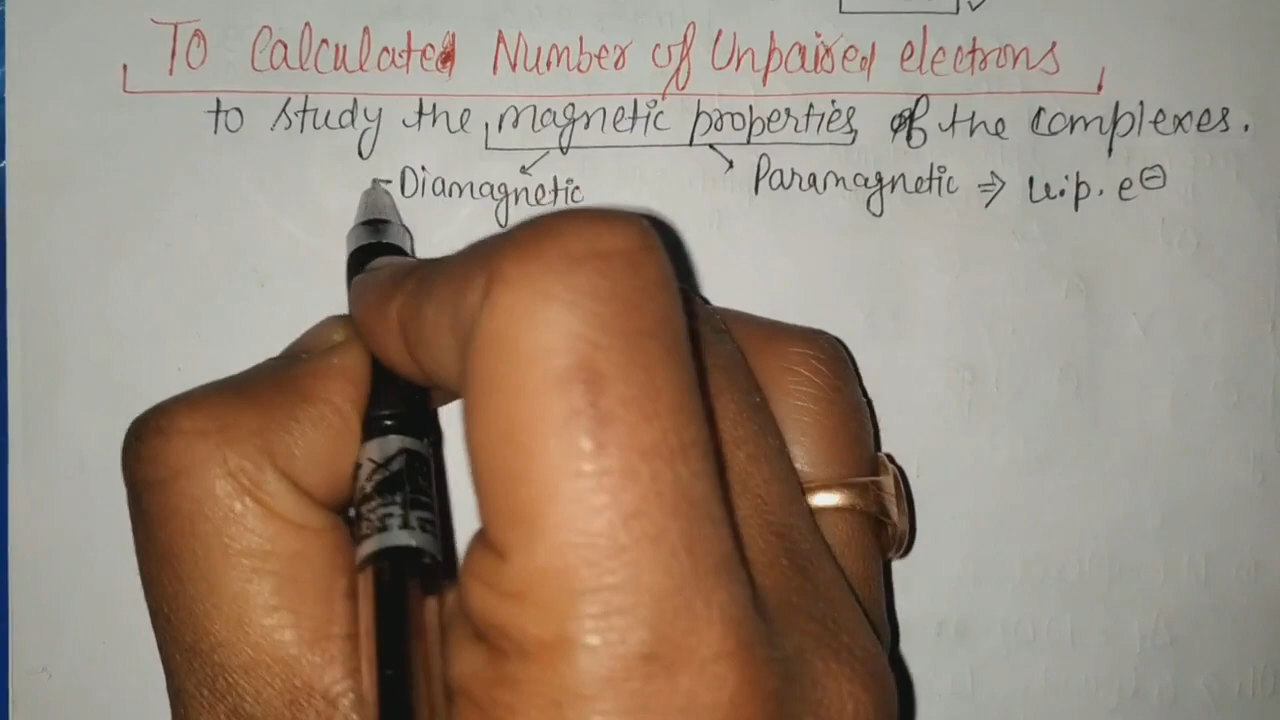 To Calculated Number of Unpaired electrons
to study the magnetic properties of the complexes.
Diamagnetic Paramagnetic ⇒ u.p. e⊖